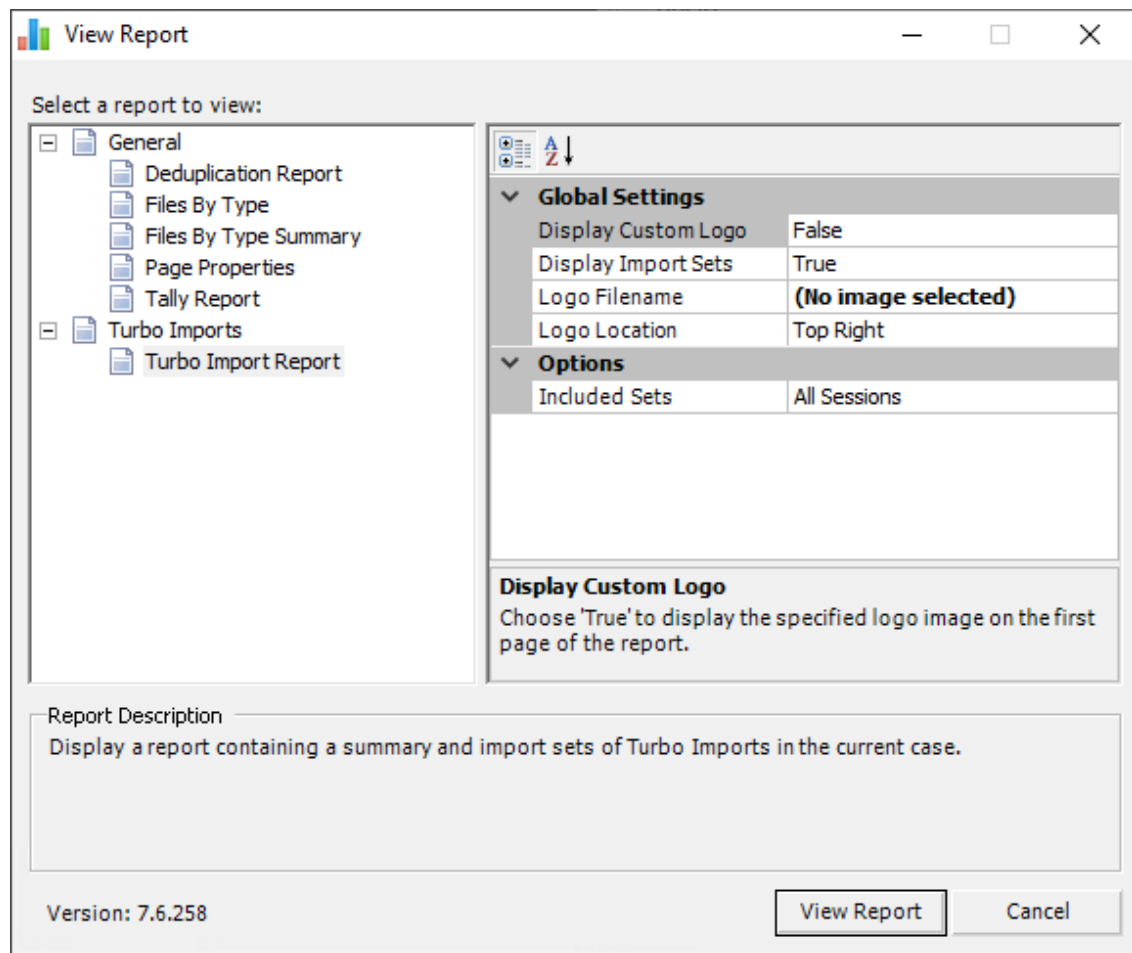 View Report
Select a report to view:
General
Deduplication Report
Files By Type
Files By Type Summary
Page Properties
Tally Report
Turbo Imports
Turbo Import Report
A
Z
Global Settings
Display Custom Logo False
Display Import Sets True
Logo Filename (No image selected)
Logo Location Top Right
Options
Included Sets All Sessions
Display Custom Logo
Choose 'True' to display the specified logo image on the first
page of the report.
Report Description
Display a report containing a summary and import sets of Turbo Imports in the current case.
Version: 7.6.258
View Report Cancel